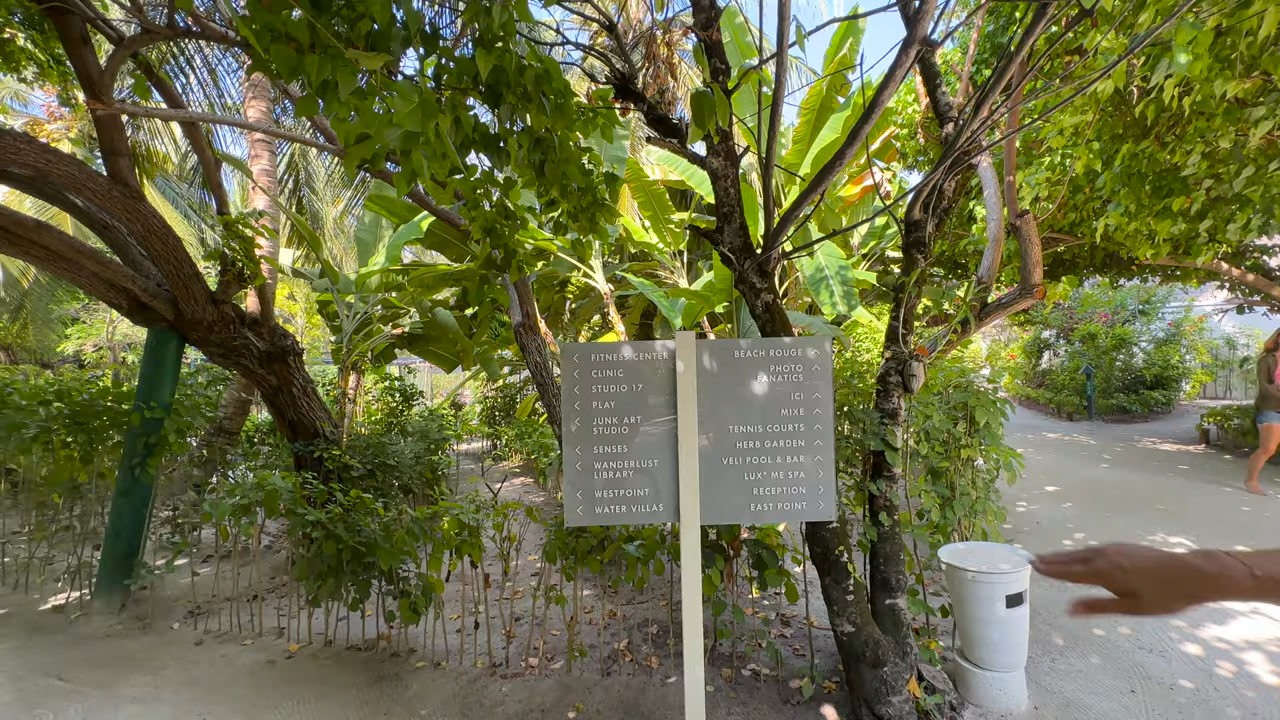 FITNESS CENTER
CLINIC
STUDIO 17
PLAY
JUNK ART
STUDIO
SENSES
WANDERLUST
LIBRARY
WESTPOINT
WATER VILLAS
BEACH ROUGE
PHOTO
FANATICS
ICI
MIXE
TENNIS COURTS
HERB GARDEN
VELI POOL & BAR
LUX* ME SPA
RECEPTION
EAST POINT